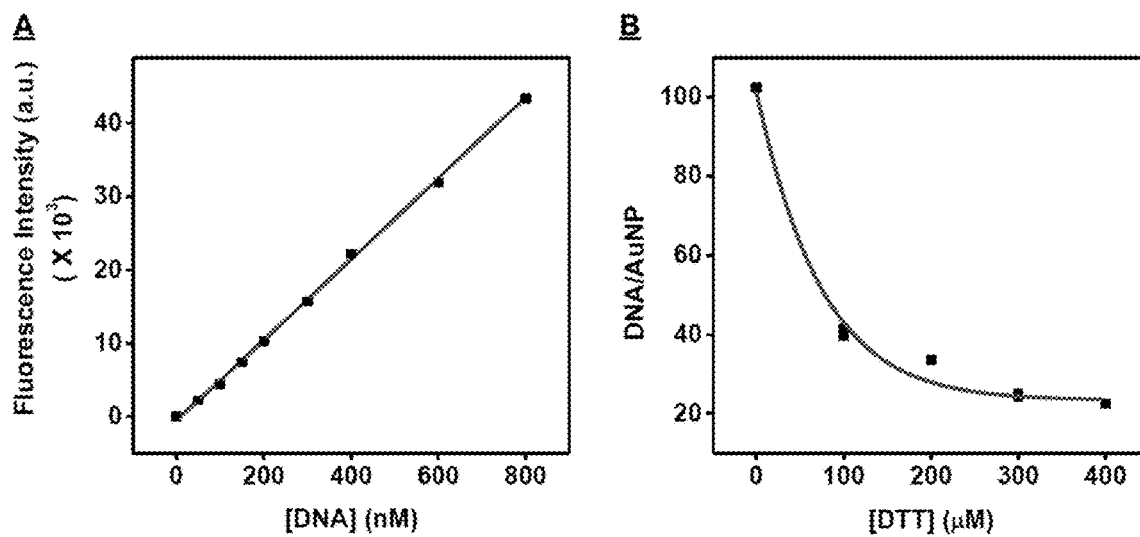 A
Fluorescence Intensity (a.u.)
( X 10³)
40
30
20
10
0
0 200 400 600 800
[DNA] (nM)
B
DNA/AuNP
100
80
60
40
20
0 100 200 300 400
[DTT] (μM)